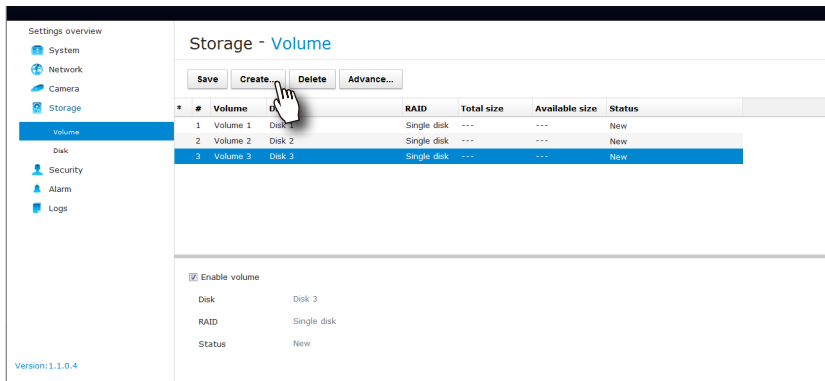 Settings overview
System
Network
Camera
Storage
Volume
Disk
Security
Alarm
Logs
Version:1.1.0.4
Storage - Volume
Save Create... Delete Advance...
* # Volume RAID Total size Available size Status
1 Volume 1 Disk 1 Single disk --- --- New
2 Volume 2 Disk 2 Single disk --- --- New
3 Volume 3 Disk 3 Single disk --- --- New
Enable volume
Disk Disk 3
RAID Single disk
Status New